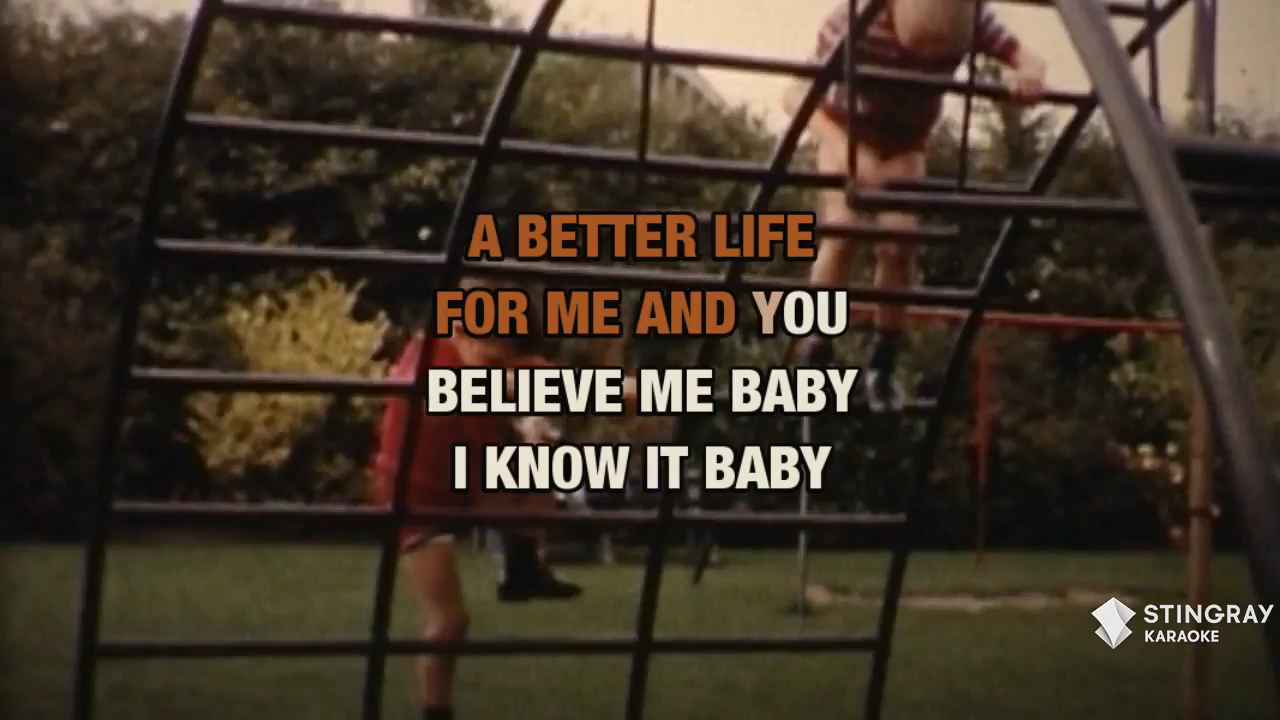 A BETTER LIFE
FOR ME AND YOU
BELIEVE ME BABY
I KNOW IT BABY
STINGRAY
KARAOKE